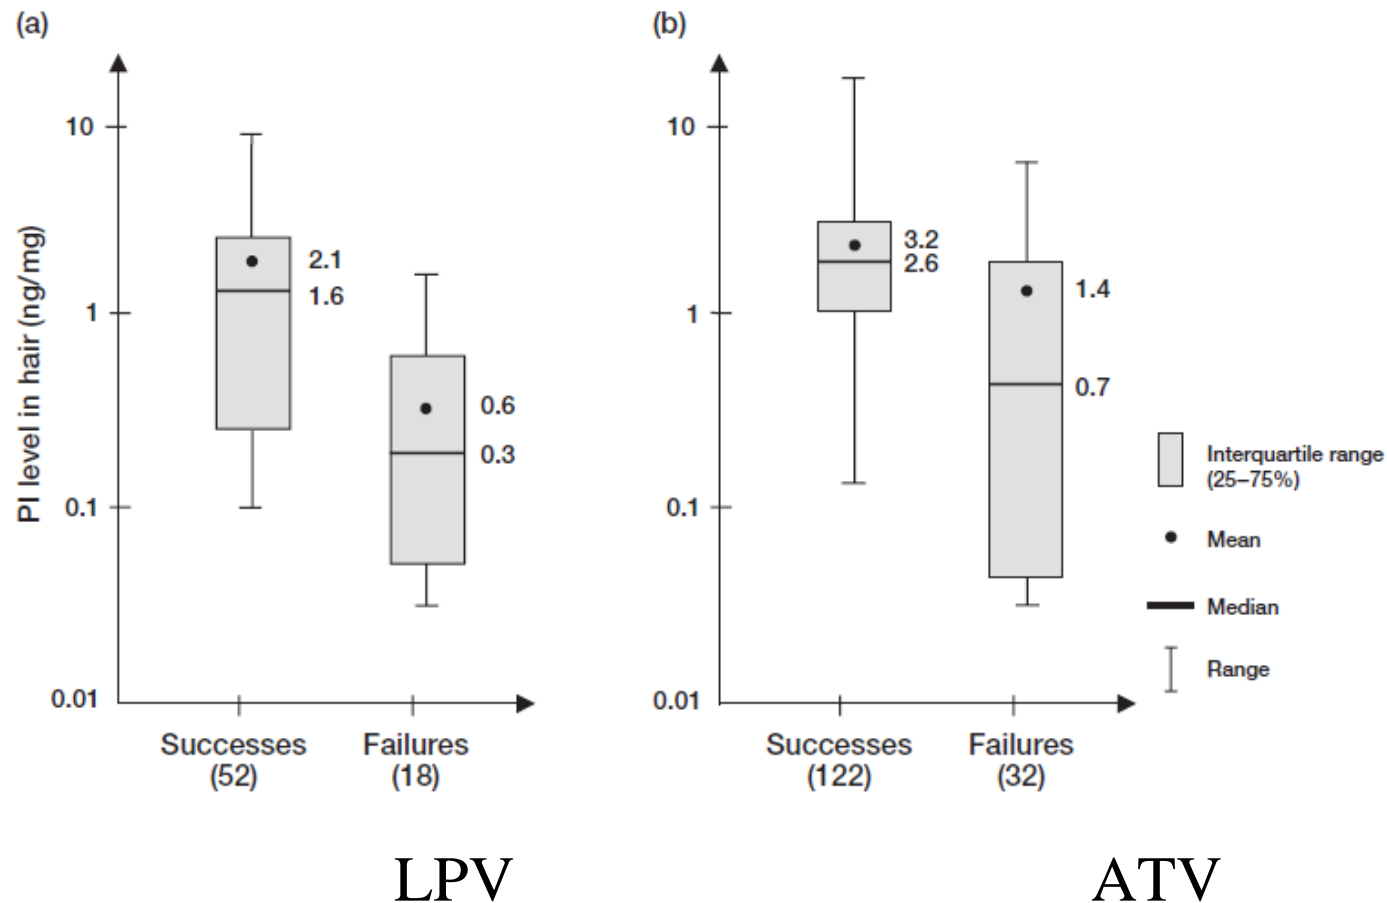 (a)
PI level in hair (ng/mg)
10
1
0.1
0.01
2.1
1.6
0.6
0.3
Successes
(52)
Failures
(18)
LPV
(b)
10
1
0.1
0.01
3.2
2.6
1.4
0.7
Successes
(122)
Failures
(32)
Interquartile range
(25–75%)
Mean
Median
Range
ATV